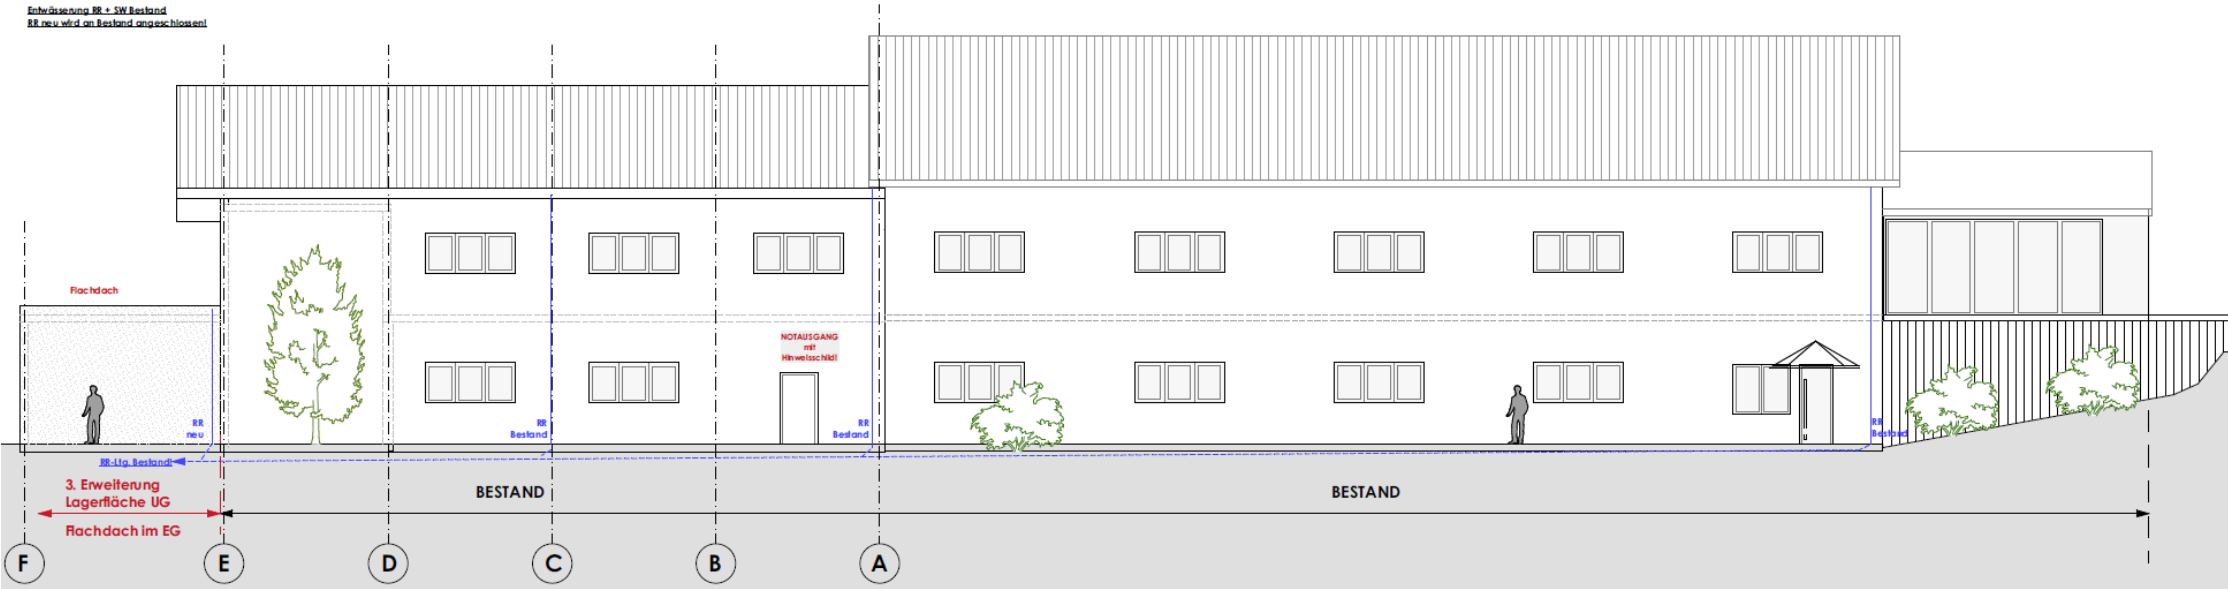 Entwässerung RR + SW Bestand
RR neu wird an Bestand angeschlossen!
Flachdach
NOTAUSGANG
mit
Hinweisschild!
RR
neu
RR
Bestand
RR
Bestand
RR
Bestand
RR-Ltg. Bestand!
3. Erweiterung
Lagerfläche UG
Flachdach im EG
BESTAND
BESTAND
F
E
D
C
B
A